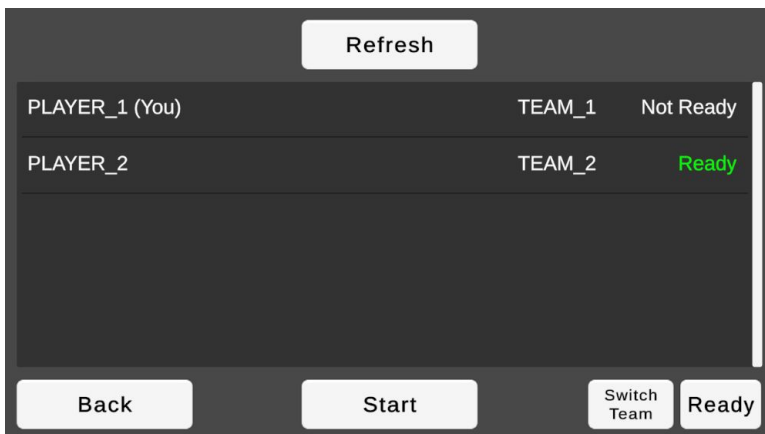 Refresh
PLAYER_1 (You) TEAM_1 Not Ready
PLAYER_2 TEAM_2 Ready
Back Start Switch Team Ready